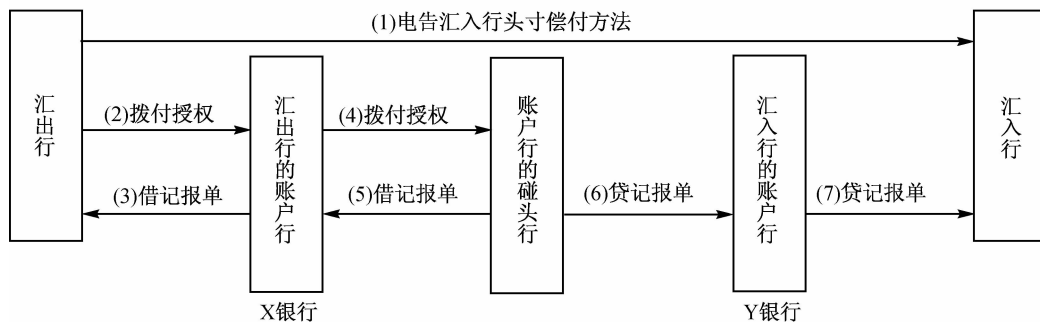 (1)电告汇入行头寸偿付方法
汇出行
(2)拨付授权
(3)借记报单
汇出行的账户行
(4)拨付授权
(5)借记报单
账户行的碰头行
(6)贷记报单
汇入行的账户行
(7)贷记报单
汇入行
X银行
Y银行